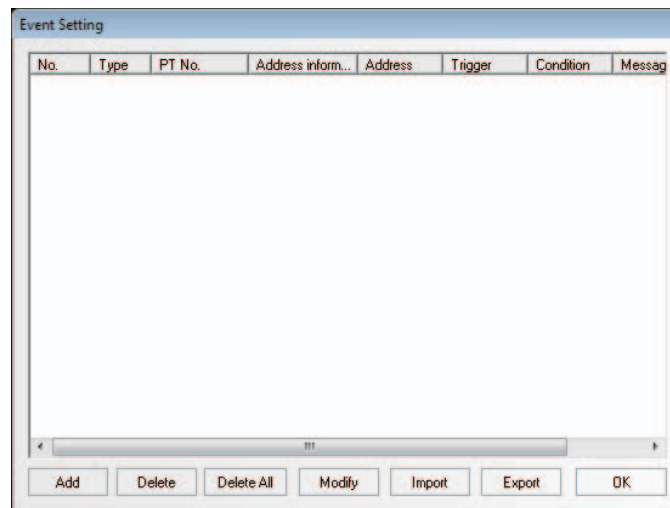 Event Setting
No. Type PT No. Address inform... Address Trigger Condition Messag
Add Delete Delete All Modify Import Export OK